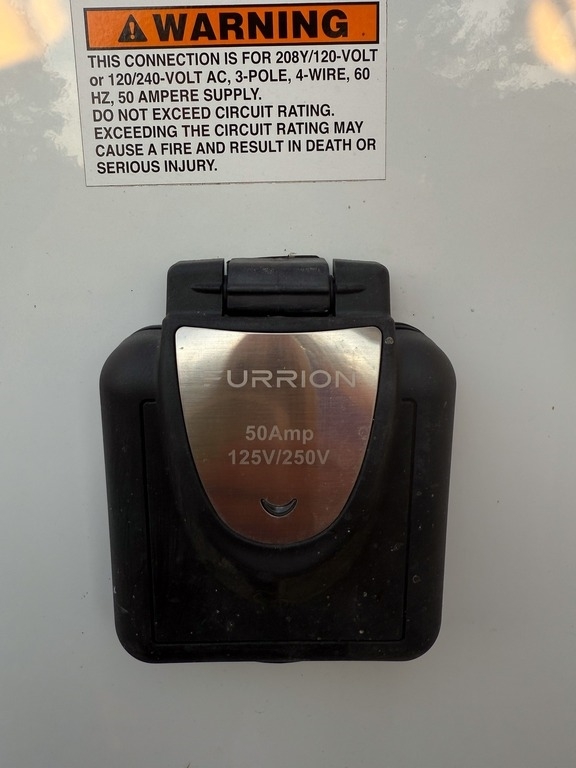 WARNING
THIS CONNECTION IS FOR 208Y/120-VOLT
or 120/240-VOLT AC, 3-POLE, 4-WIRE, 60
HZ, 50 AMPERE SUPPLY.
DO NOT EXCEED CIRCUIT RATING.
EXCEEDING THE CIRCUIT RATING MAY
CAUSE A FIRE AND RESULT IN DEATH OR
SERIOUS INJURY.
FURRION
50Amp
125V/250V